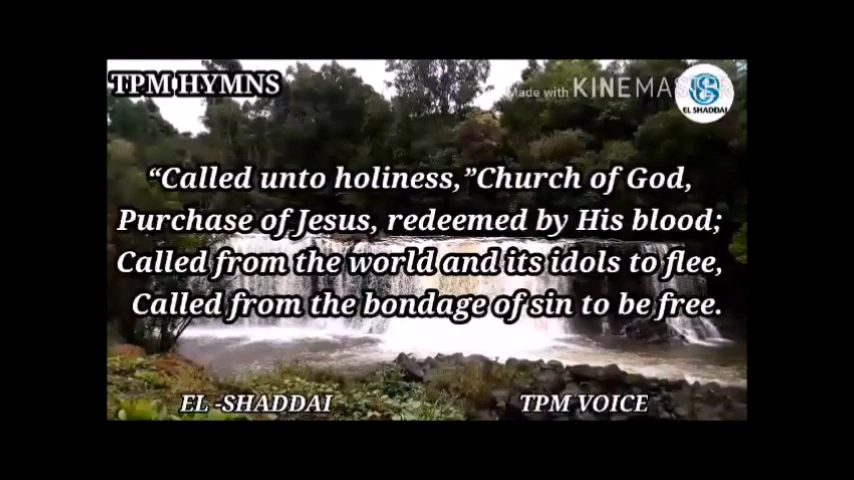 TPM HYMNS
Made with KINEMASTER
EL SHADDAI
“Called unto holiness,”Church of God,
Purchase of Jesus, redeemed by His blood;
Called from the world and its idols to flee,
Called from the bondage of sin to be free.
EL -SHADDAI
TPM VOICE